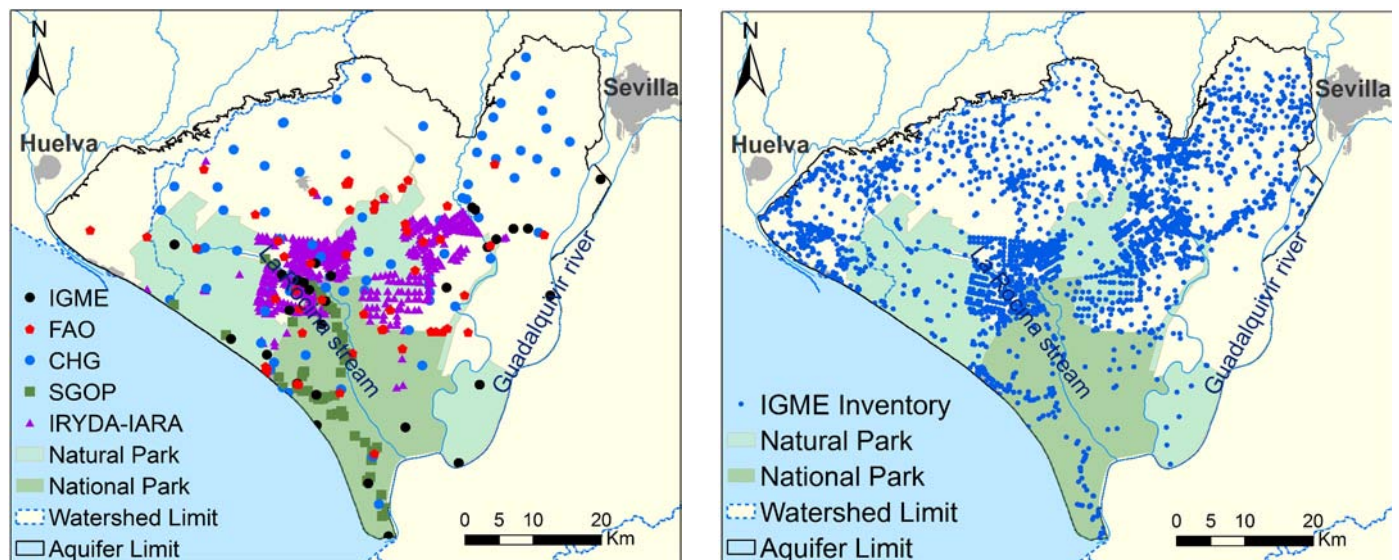 N
Sevilla
Huelva
La Rocina stream
Guadalquivir river
IGME
FAO
CHG
SGOP
IRYDA-IARA
Natural Park
National Park
Watershed Limit
Aquifer Limit
0 5 10 20
Km
N
Sevilla
Huelva
La Rocina stream
Guadalquivir river
IGME Inventory
Natural Park
National Park
Watershed Limit
Aquifer Limit
0 5 10 20
Km